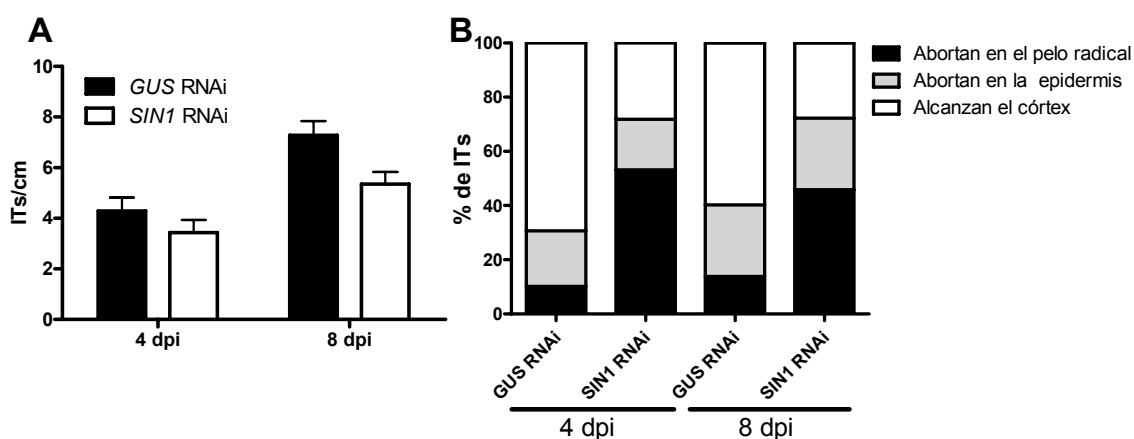 A
ITs/cm
10
8
6
4
2
0
GUS RNAi
SIN1 RNAi
4 dpi
8 dpi
B
% de ITs
100
80
60
40
20
0
Abortan en el pelo radical
Abortan en la epidermis
Alcanzan el córtex
GUS RNAi
SIN1 RNAi
GUS RNAi
SIN1 RNAi
4 dpi
8 dpi